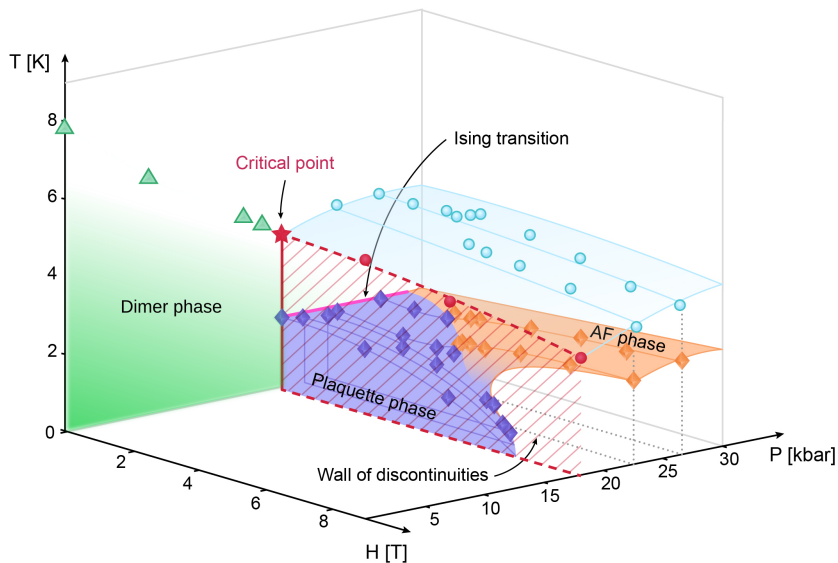 T [K]
Ising transition
8
Critical point
6
4
Dimer phase
AF phase
2
Plaquette phase
0
P [kbar]
30
2
Wall of discontinuities
25
4
20
6
15
10
8
5
H [T]